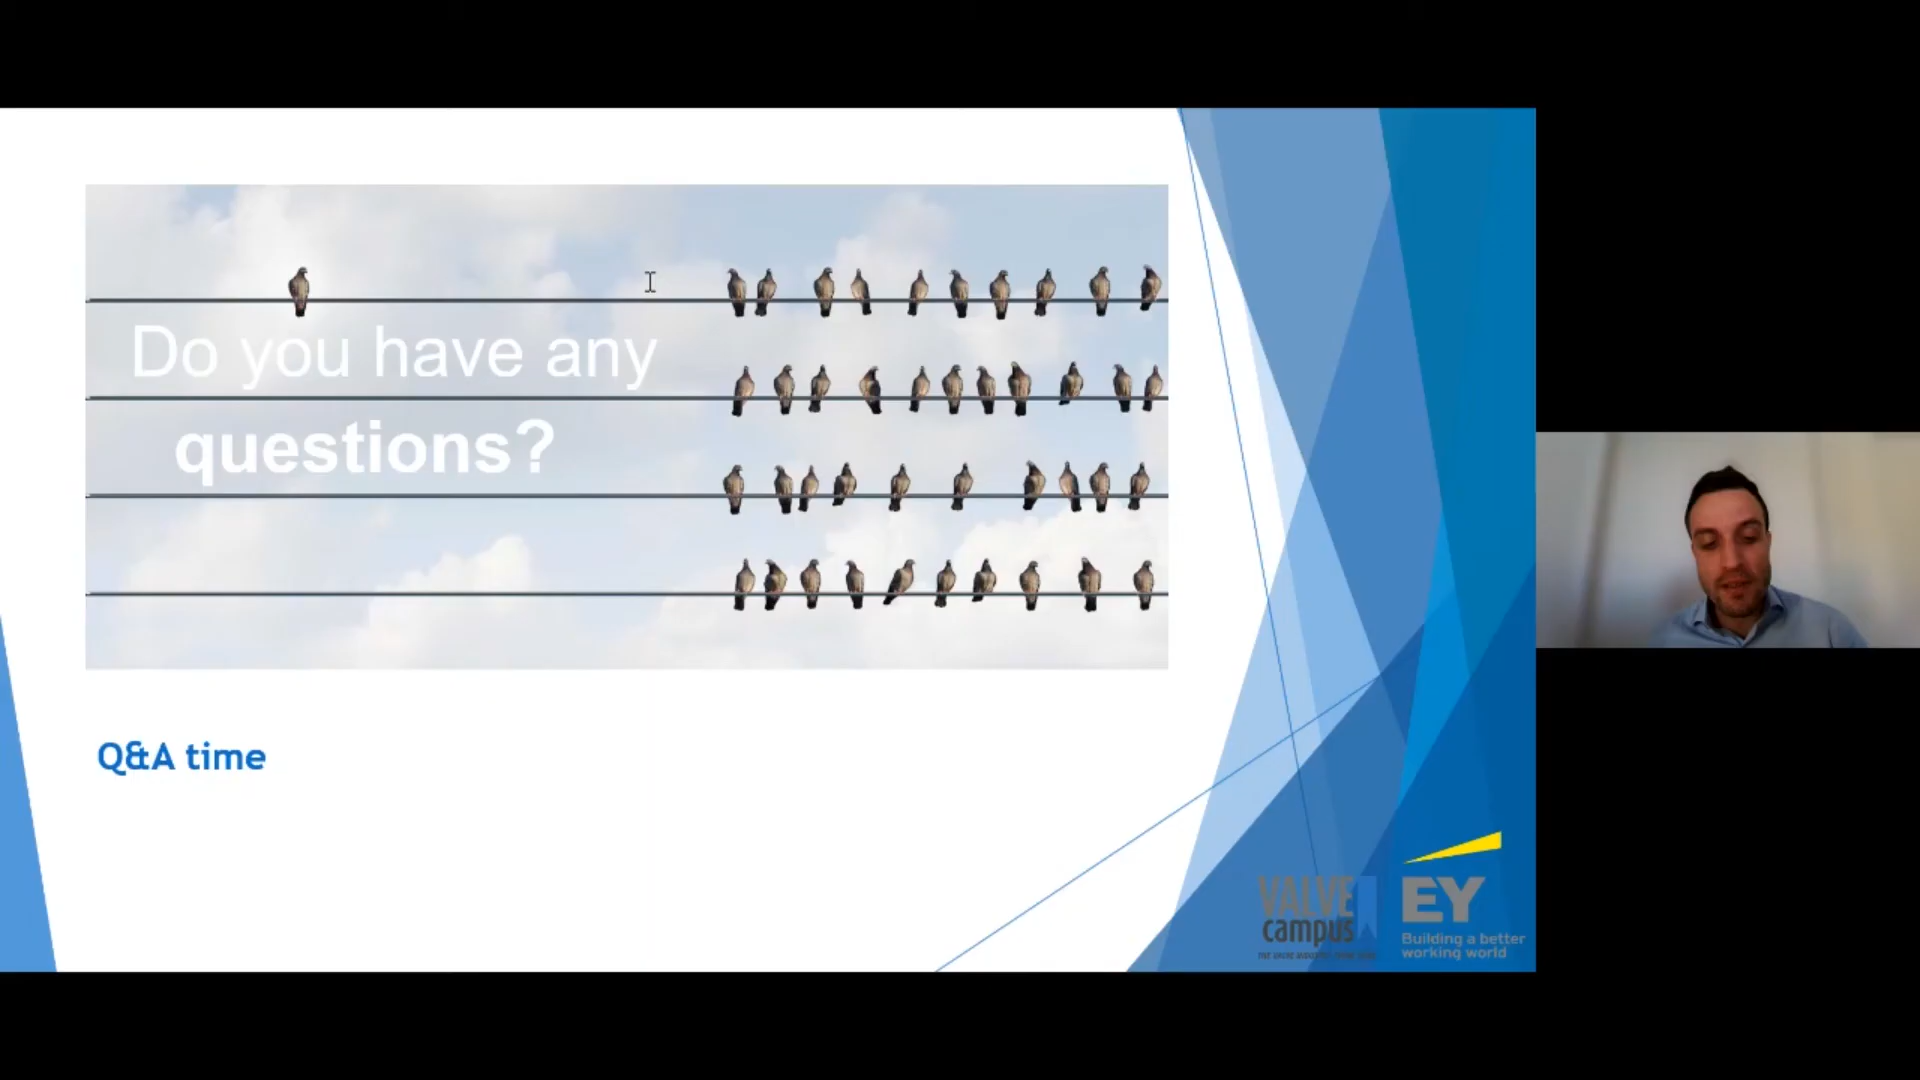 Do you have any
questions?
Q&A time
VALVE
campus
EY
Building a better
working world